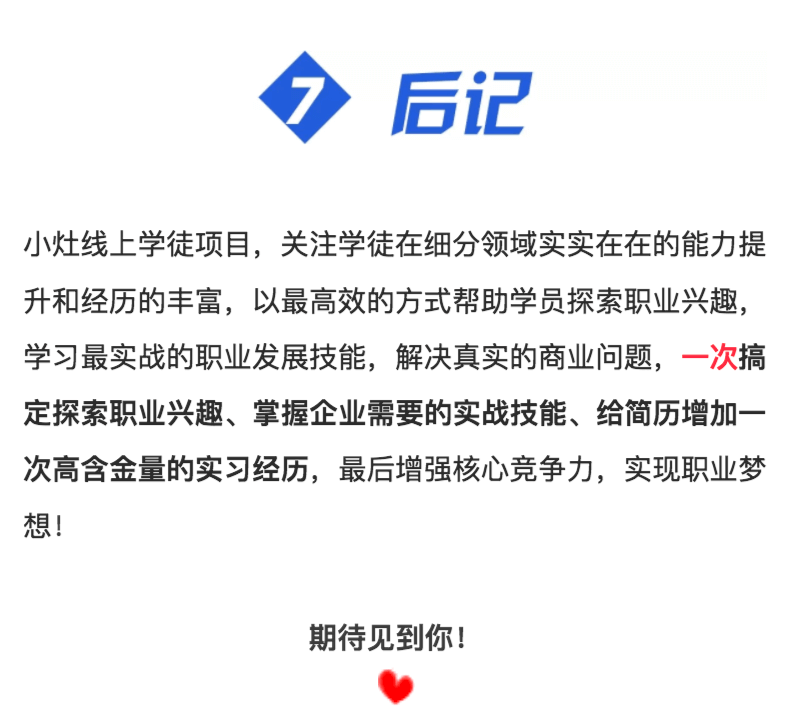 7 后记
小灶线上学徒项目，关注学徒在细分领域实实在在的能力提
升和经历的丰富，以最高效的方式帮助学员探索职业兴趣，
学习最实战的职业发展技能，解决真实的商业问题，一次搞
定探索职业兴趣、掌握企业需要的实战技能、给简历增加一
次高含金量的实习经历，最后增强核心竞争力，实现职业梦
想！
期待见到你！